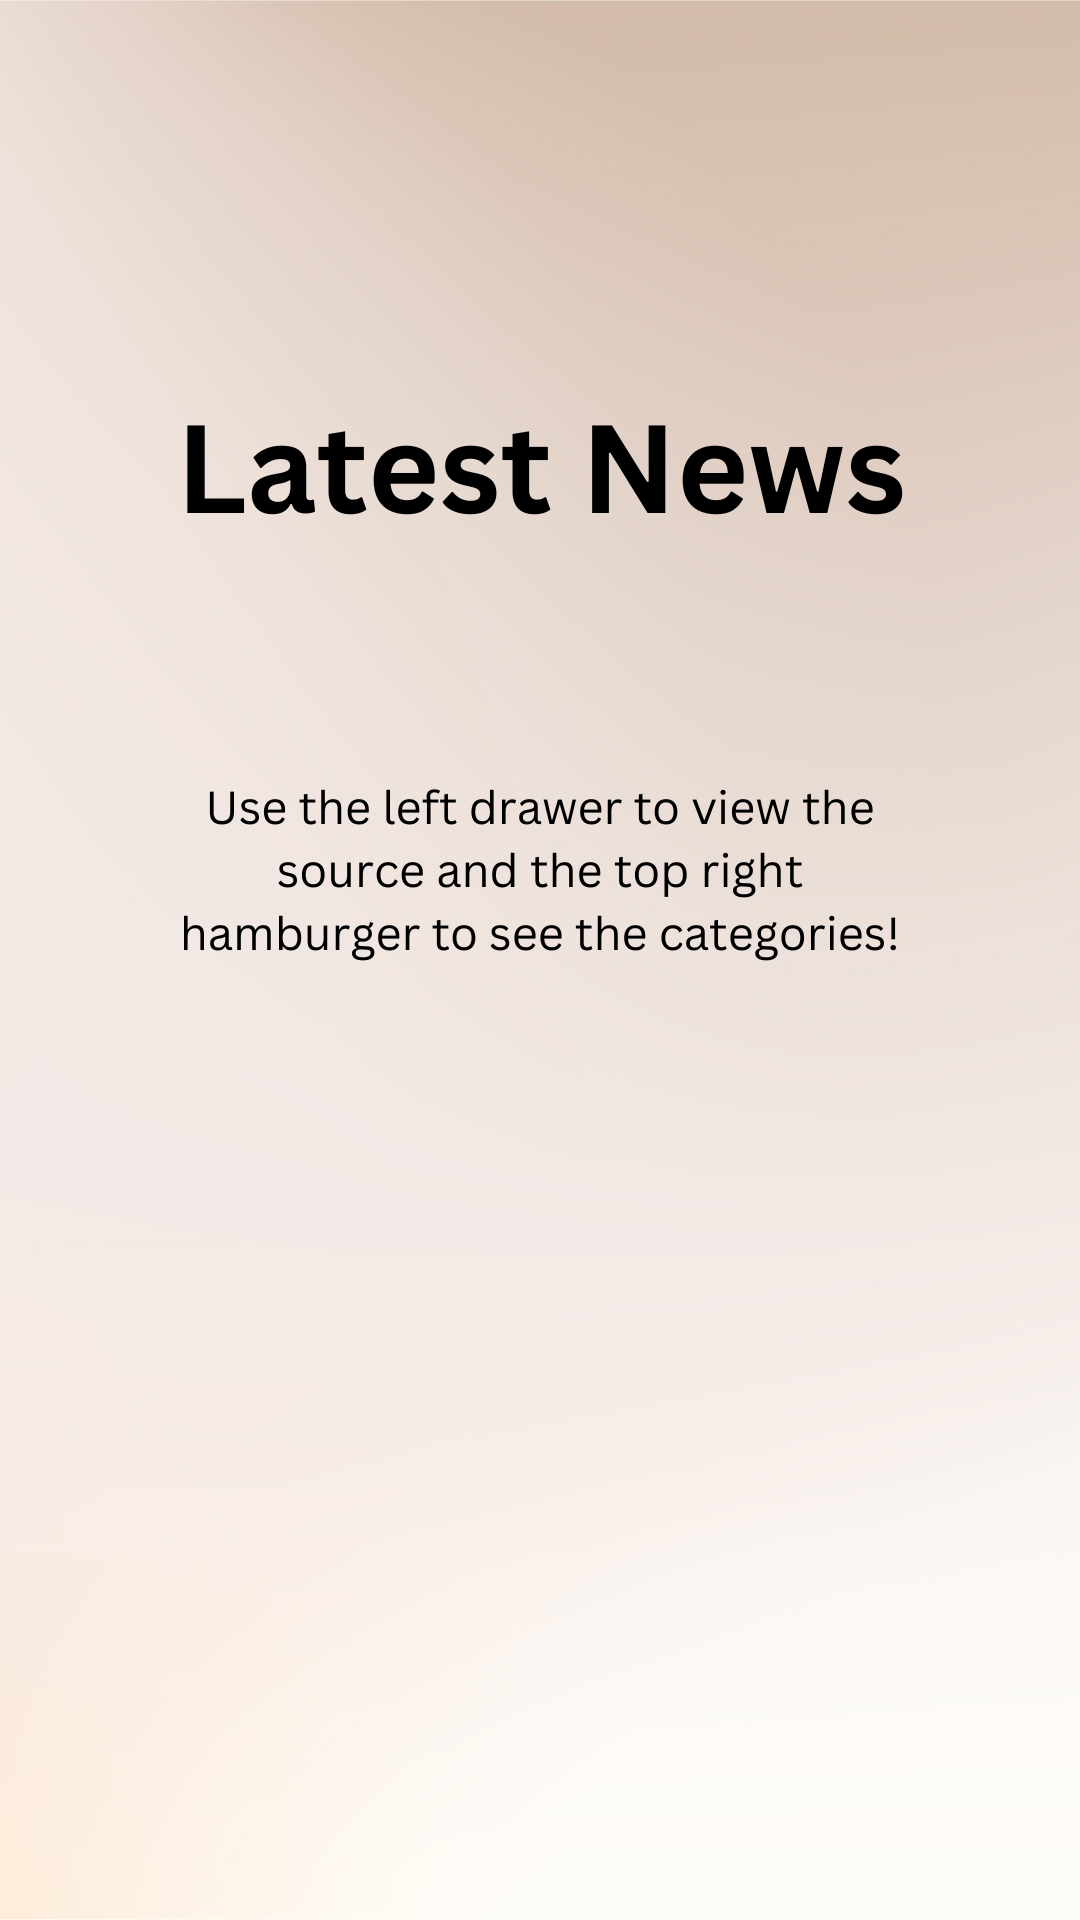 Latest News
Use the left drawer to view the
source and the top right
hamburger to see the categories!